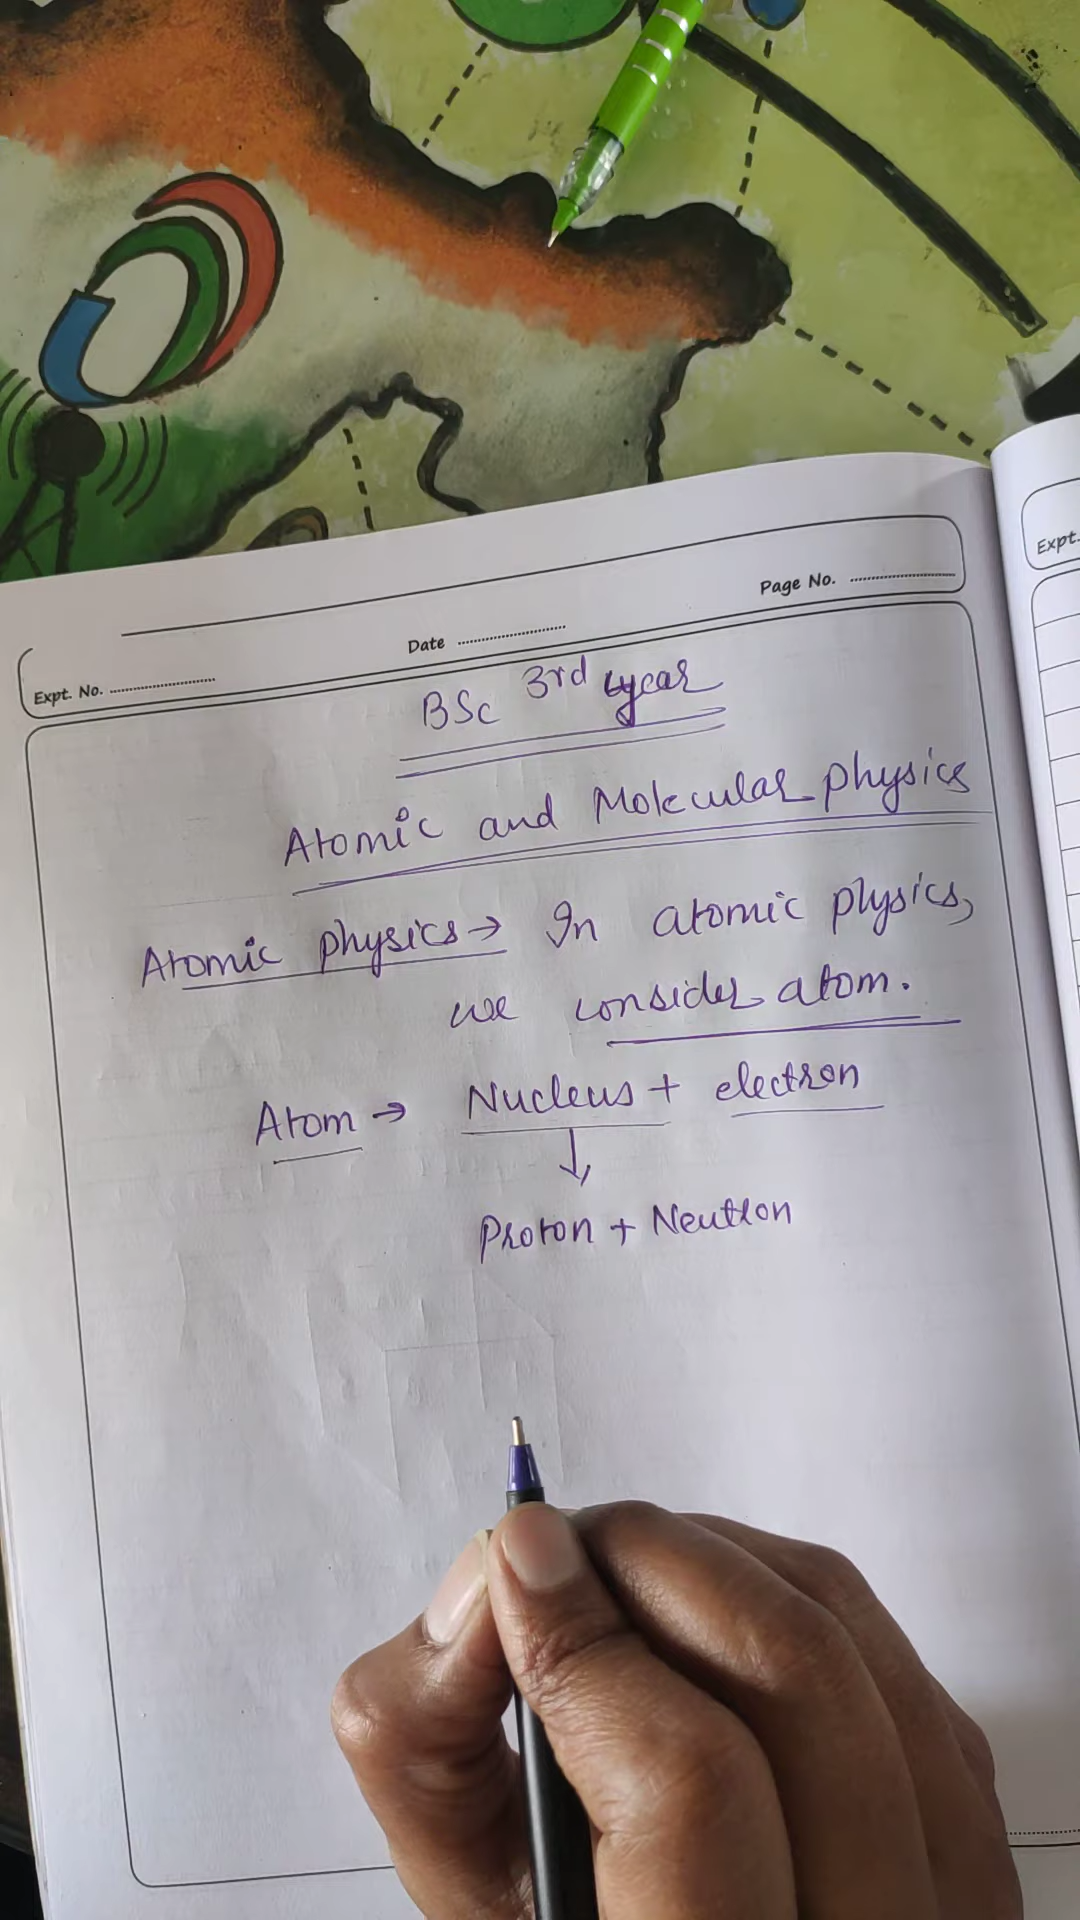 Page No.
Date
Expt. No.
Expt.
BSc 3rd year
Atomic and Molecular physics
Atomic physics → In atomic physics,
we consider atom.
Atom → Nucleus + electron
↓
Proton + Neutron